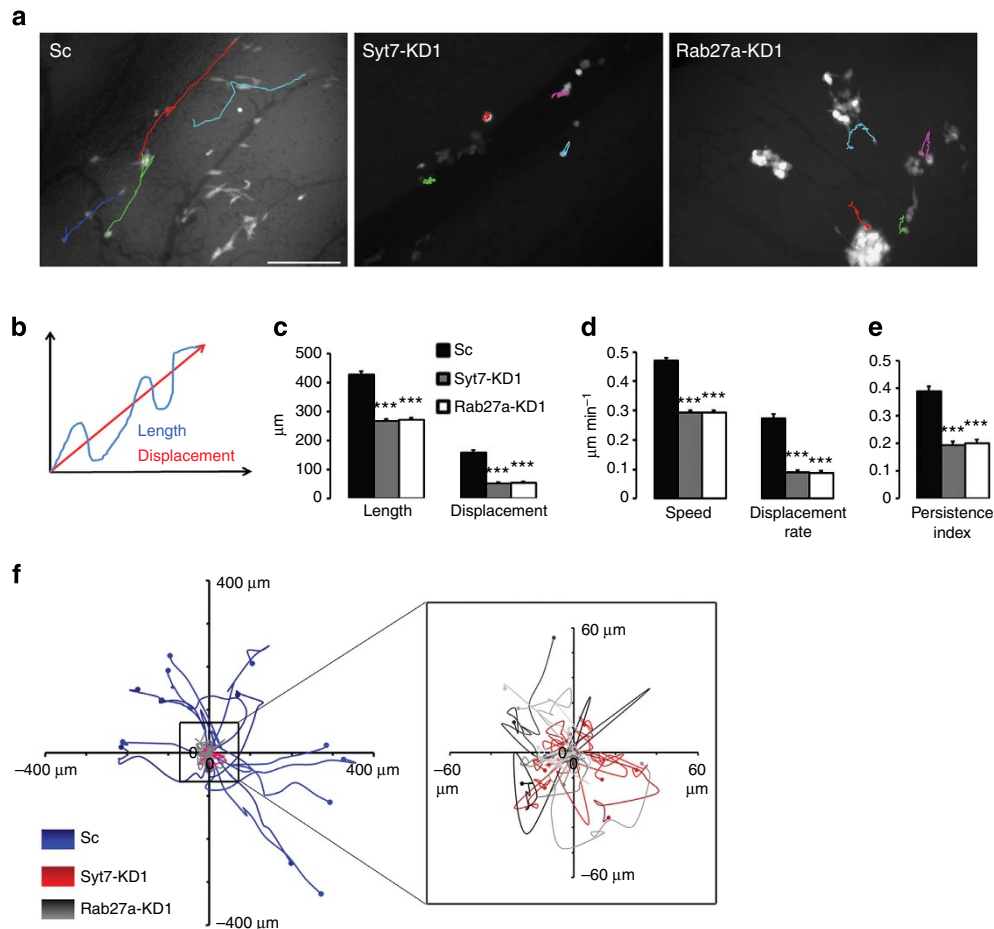 a
Sc
Syt7-KD1
Rab27a-KD1
b
Length
Displacement
c
500
400
300
200
100
0
µm
Sc
Syt7-KD1
Rab27a-KD1
***
***
***
***
Length
Displacement
d
0.5
0.4
0.3
0.2
0.1
0
µm min⁻¹
***
***
***
***
Speed
Displacement
rate
e
0.5
0.4
0.3
0.2
0.1
0
***
***
Persistence
index
f
400 µm
–400 µm
0
0
400 µm
–400 µm
Sc
Syt7-KD1
Rab27a-KD1
60 µm
–60
µm
0
0
60
µm
–60 µm